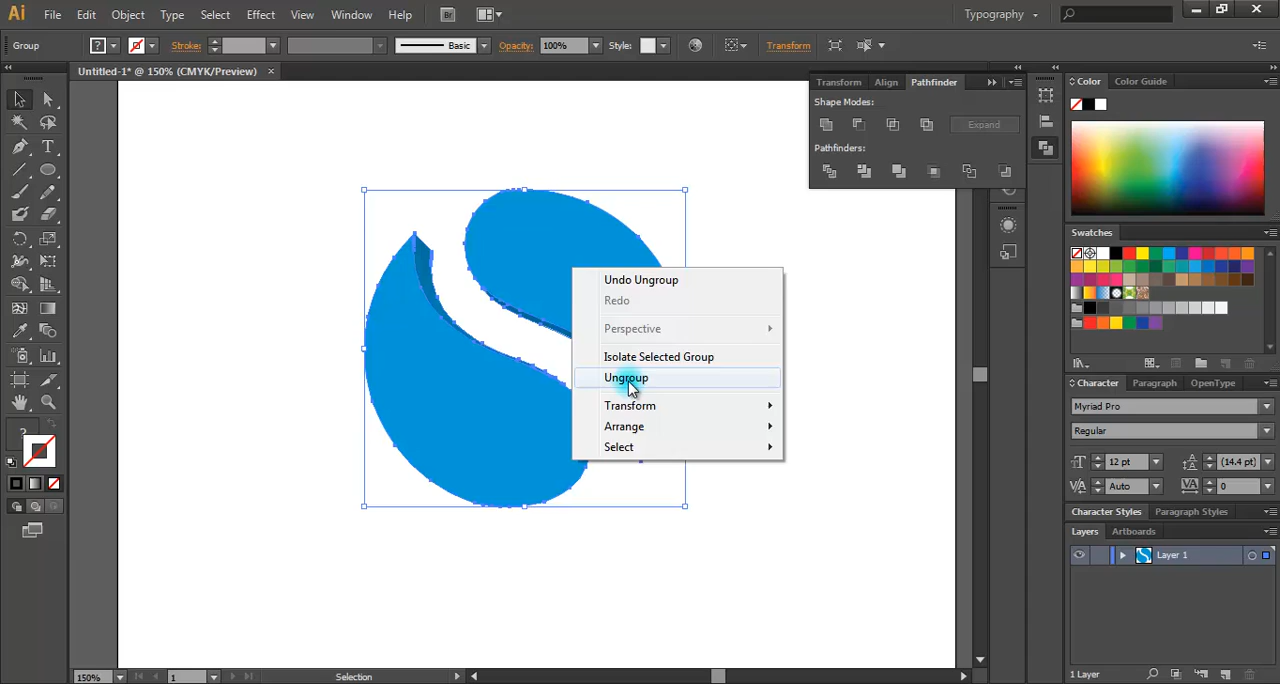 Ai File Edit Object Type Select Effect View Window Help Br Typography
Group ? Stroke: Basic Opacity: 100% Style: Transform
Untitled-1* @ 150% (CMYK/Preview) ×
Transform Align Pathfinder
Shape Modes:
Expand
Pathfinders:
Color Color Guide
Swatches
Undo Ungroup
Redo
Perspective
Isolate Selected Group
Ungroup
Transform
Arrange
Select
Character Paragraph OpenType
Myriad Pro
Regular
12 pt (14.4 pt)
Auto 0
Character Styles Paragraph Styles
Layers Artboards
Layer 1
1 Layer
150% 1 Selection